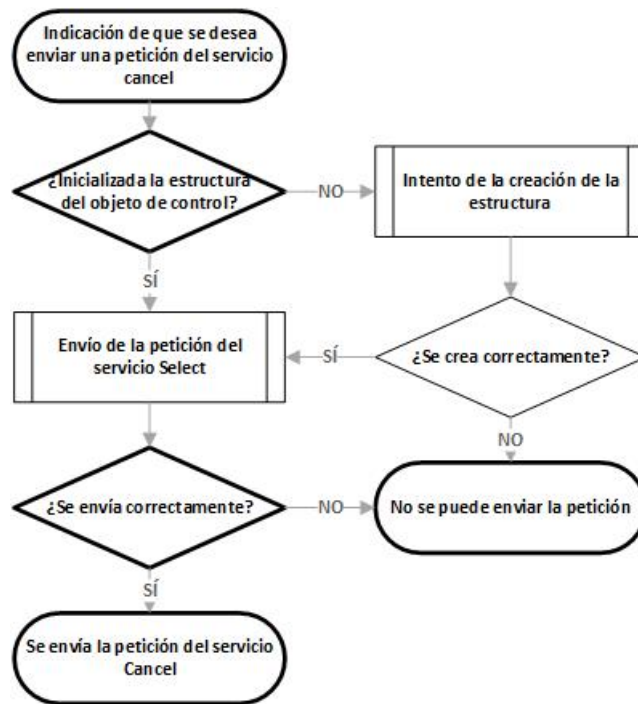 Indicación de que se desea
enviar una petición del servicio
cancel
¿Inicializada la estructura
del objeto de control?
NO
Intento de la creación de la
estructura
SÍ
Envío de la petición del
servicio Select
SÍ
¿Se crea correctamente?
NO
¿Se envía correctamente?
NO
No se puede enviar la petición
SÍ
Se envía la petición del servicio
Cancel